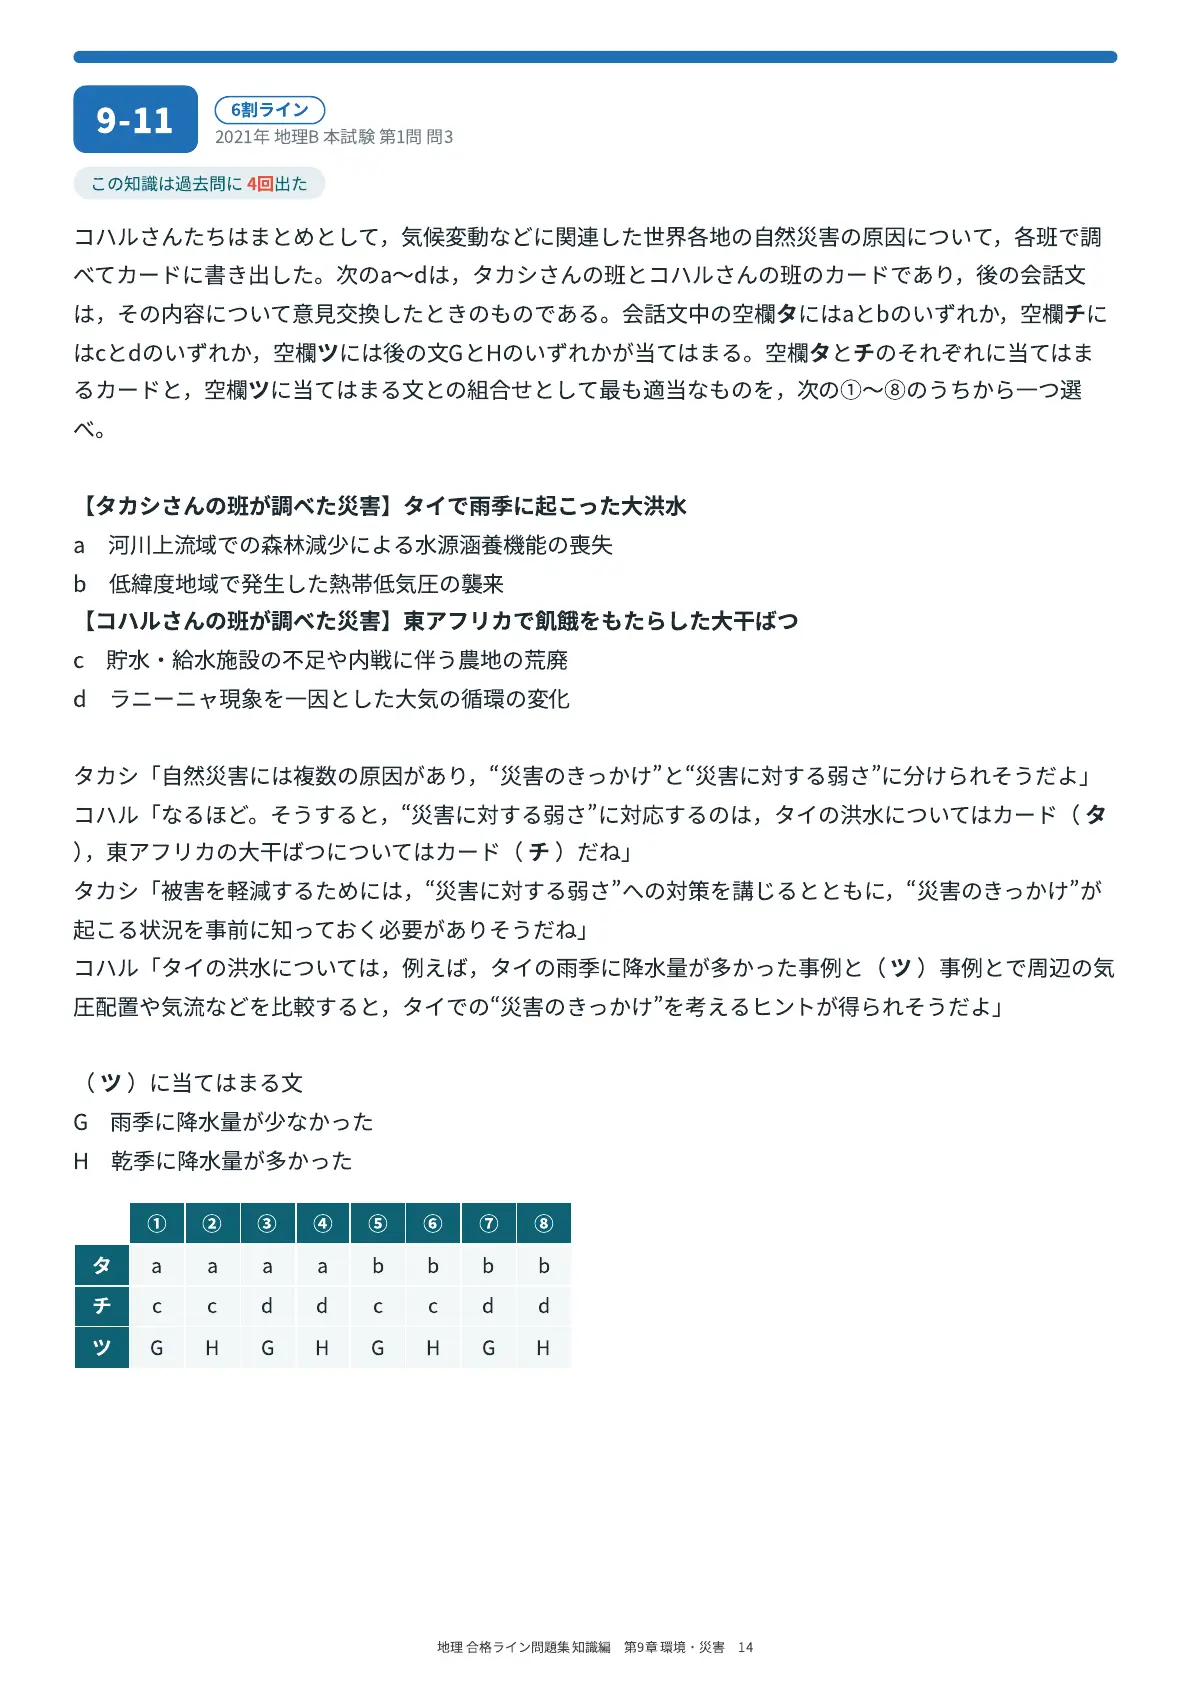 9-11
6割ライン
2021年 地理B 本試験 第1問 問3
この知識は過去問に 4回出た
コハルさんたちはまとめとして，気候変動などに関連した世界各地の自然災害の原因について，各班で調
べてカードに書き出した。次のa〜dは，タカシさんの班とコハルさんの班のカードであり，後の会話文
は，その内容について意見交換したときのものである。会話文中の空欄タにはaとbのいずれか，空欄チに
はcとdのいずれか，空欄ツには後の文GとHのいずれかが当てはまる。空欄タとチのそれぞれに当てはま
るカードと，空欄ツに当てはまる文との組合せとして最も適当なものを，次の①〜⑧のうちから一つ選
べ。
【タカシさんの班が調べた災害】タイで雨季に起こった大洪水
a　河川上流域での森林減少による水源涵養機能の喪失
b　低緯度地域で発生した熱帯低気圧の襲来
【コハルさんの班が調べた災害】東アフリカで飢餓をもたらした大干ばつ
c　貯水・給水施設の不足や内戦に伴う農地の荒廃
d　ラニーニャ現象を一因とした大気の循環の変化
タカシ「自然災害には複数の原因があり，“災害のきっかけ”と“災害に対する弱さ”に分けられそうだよ」
コハル「なるほど。そうすると，“災害に対する弱さ”に対応するのは，タイの洪水についてはカード（ タ
），東アフリカの大干ばつについてはカード（ チ ）だね」
タカシ「被害を軽減するためには，“災害に対する弱さ”への対策を講じるとともに，“災害のきっかけ”が
起こる状況を事前に知っておく必要がありそうだね」
コハル「タイの洪水については，例えば，タイの雨季に降水量が多かった事例と（ ツ ）事例とで周辺の気
圧配置や気流などを比較すると，タイでの“災害のきっかけ”を考えるヒントが得られそうだよ」
（ ツ ）に当てはまる文
G　雨季に降水量が少なかった
H　乾季に降水量が多かった
① ② ③ ④ ⑤ ⑥ ⑦ ⑧
タ a a a a b b b b
チ c c d d c c d d
ツ G H G H G H G H
地理 合格ライン問題集 知識編　第9章 環境・災害　14